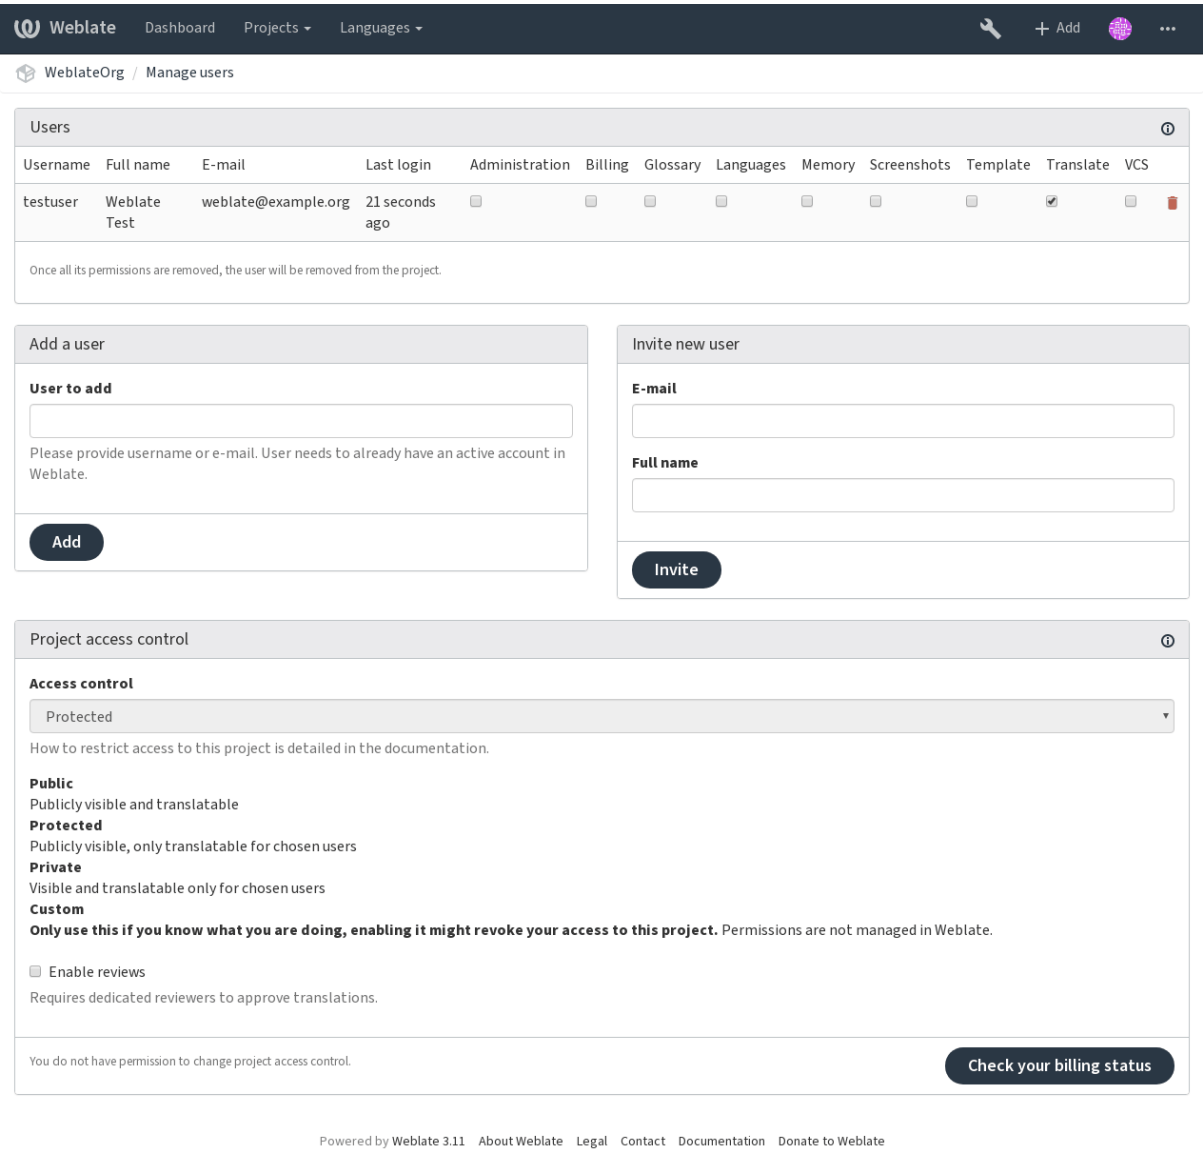 Weblate Dashboard Projects Languages Add
WeblateOrg / Manage users
Users
Username Full name E-mail Last login Administration Billing Glossary Languages Memory Screenshots Template Translate VCS
testuser Weblate weblate@example.org 21 seconds
Test ago
Once all its permissions are removed, the user will be removed from the project.
Add a user
User to add
Please provide username or e-mail. User needs to already have an active account in
Weblate.
Add
Invite new user
E-mail
Full name
Invite
Project access control
Access control
Protected
How to restrict access to this project is detailed in the documentation.
Public
Publicly visible and translatable
Protected
Publicly visible, only translatable for chosen users
Private
Visible and translatable only for chosen users
Custom
Only use this if you know what you are doing, enabling it might revoke your access to this project. Permissions are not managed in Weblate.
Enable reviews
Requires dedicated reviewers to approve translations.
You do not have permission to change project access control.
Check your billing status
Powered by Weblate 3.11 About Weblate Legal Contact Documentation Donate to Weblate